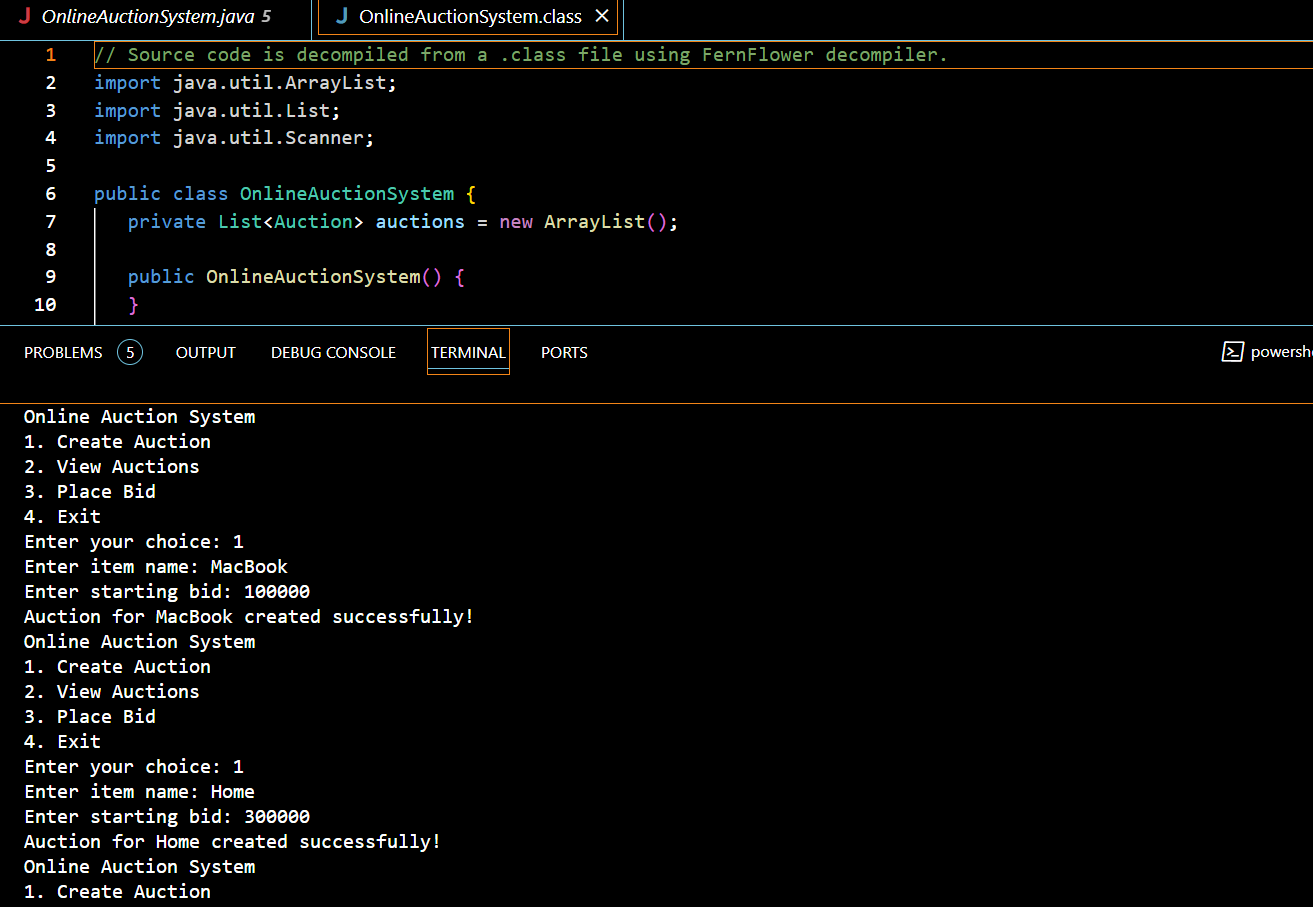 OnlineAuctionSystem.java 5
OnlineAuctionSystem.class
1 // Source code is decompiled from a .class file using FernFlower decompiler.
2 import java.util.ArrayList;
3 import java.util.List;
4 import java.util.Scanner;
5
6 public class OnlineAuctionSystem {
7 private List<Auction> auctions = new ArrayList();
8
9 public OnlineAuctionSystem() {
10 }
PROBLEMS 5 OUTPUT DEBUG CONSOLE TERMINAL PORTS powersh
Online Auction System
1. Create Auction
2. View Auctions
3. Place Bid
4. Exit
Enter your choice: 1
Enter item name: MacBook
Enter starting bid: 100000
Auction for MacBook created successfully!
Online Auction System
1. Create Auction
2. View Auctions
3. Place Bid
4. Exit
Enter your choice: 1
Enter item name: Home
Enter starting bid: 300000
Auction for Home created successfully!
Online Auction System
1. Create Auction